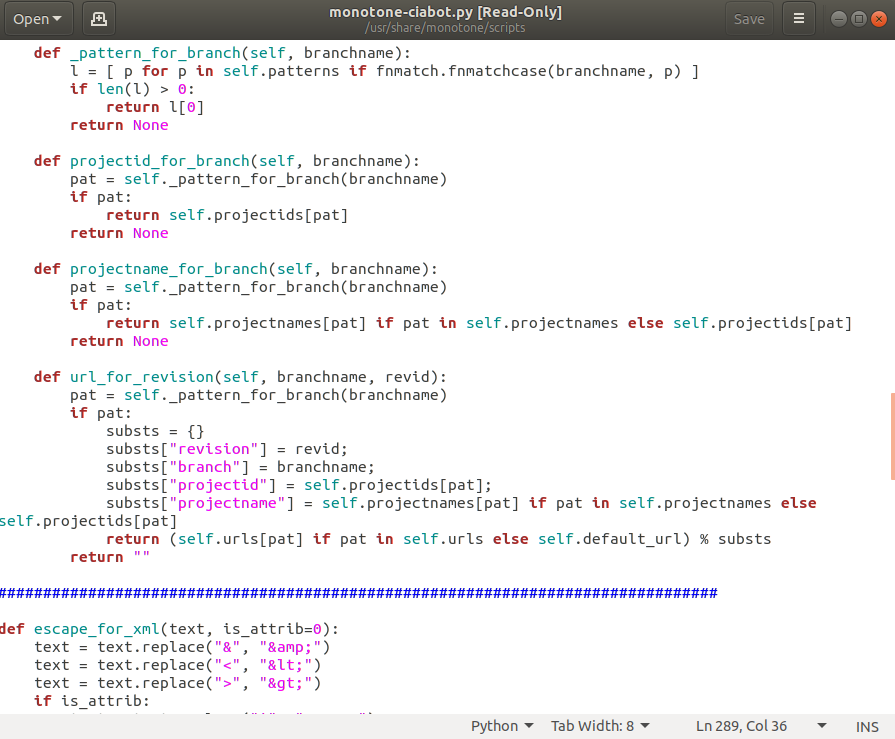 Open
monotone-ciabot.py [Read-Only]
/usr/share/monotone/scripts
Save
    def _pattern_for_branch(self, branchname):
        l = [ p for p in self.patterns if fnmatch.fnmatchcase(branchname, p) ]
        if len(l) > 0:
            return l[0]
        return None
    def projectid_for_branch(self, branchname):
        pat = self._pattern_for_branch(branchname)
        if pat:
            return self.projectids[pat]
        return None
    def projectname_for_branch(self, branchname):
        pat = self._pattern_for_branch(branchname)
        if pat:
            return self.projectnames[pat] if pat in self.projectnames else self.projectids[pat]
        return None
    def url_for_revision(self, branchname, revid):
        pat = self._pattern_for_branch(branchname)
        if pat:
            substs = {}
            substs["revision"] = revid;
            substs["branch"] = branchname;
            substs["projectid"] = self.projectids[pat];
            substs["projectname"] = self.projectnames[pat] if pat in self.projectnames else
self.projectids[pat]
            return (self.urls[pat] if pat in self.urls else self.default_url) % substs
        return ""
################################################################################
def escape_for_xml(text, is_attrib=0):
    text = text.replace("&", "&amp;")
    text = text.replace("<", "&lt;")
    text = text.replace(">", "&gt;")
    if is_attrib:
Python
Tab Width: 8
Ln 289, Col 36
INS